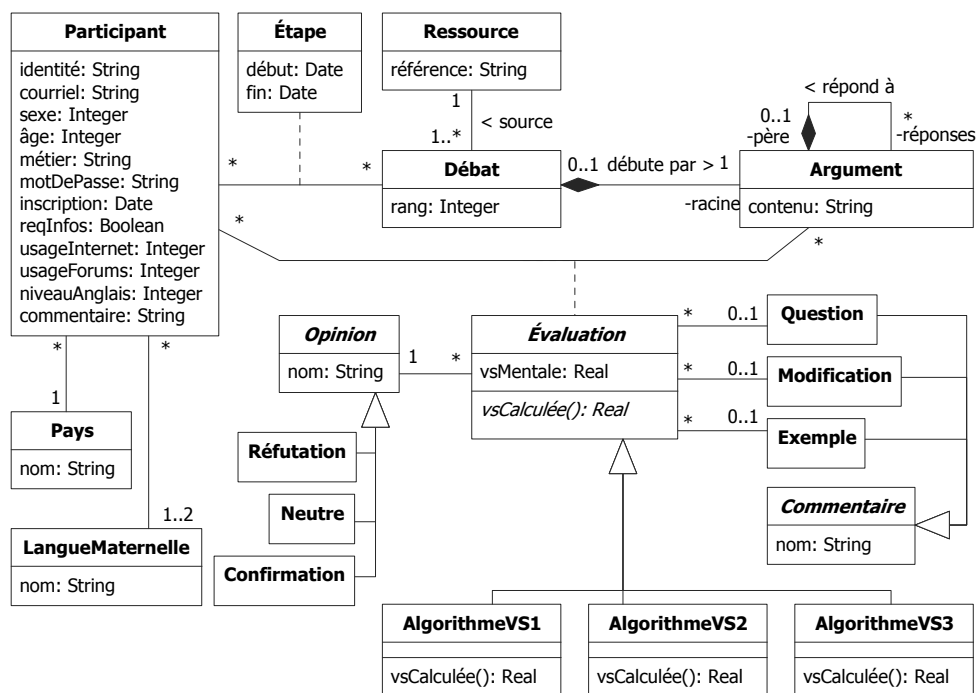 Participant
identité: String
courriel: String
sexe: Integer
âge: Integer
métier: String
motDePasse: String
inscription: Date
reqInfos: Boolean
usageInternet: Integer
usageForums: Integer
niveauAnglais: Integer
commentaire: String
Étape
début: Date
fin: Date
Ressource
référence: String
1
1..*
< source
< répond à
0..1
-père
*
-réponses
*
*
Débat
rang: Integer
0..1
débute par >
1
-racine
Argument
contenu: String
*
*
Opinion
nom: String
1
*
Évaluation
vsMentale: Real
vsCalculée(): Real
*
0..1
Question
*
0..1
Modification
*
0..1
Exemple
*
1
Pays
nom: String
*
1..2
LangueMaternelle
nom: String
Réfutation
Neutre
Confirmation
Commentaire
nom: String
AlgorithmeVS1
vsCalculée(): Real
AlgorithmeVS2
vsCalculée(): Real
AlgorithmeVS3
vsCalculée(): Real